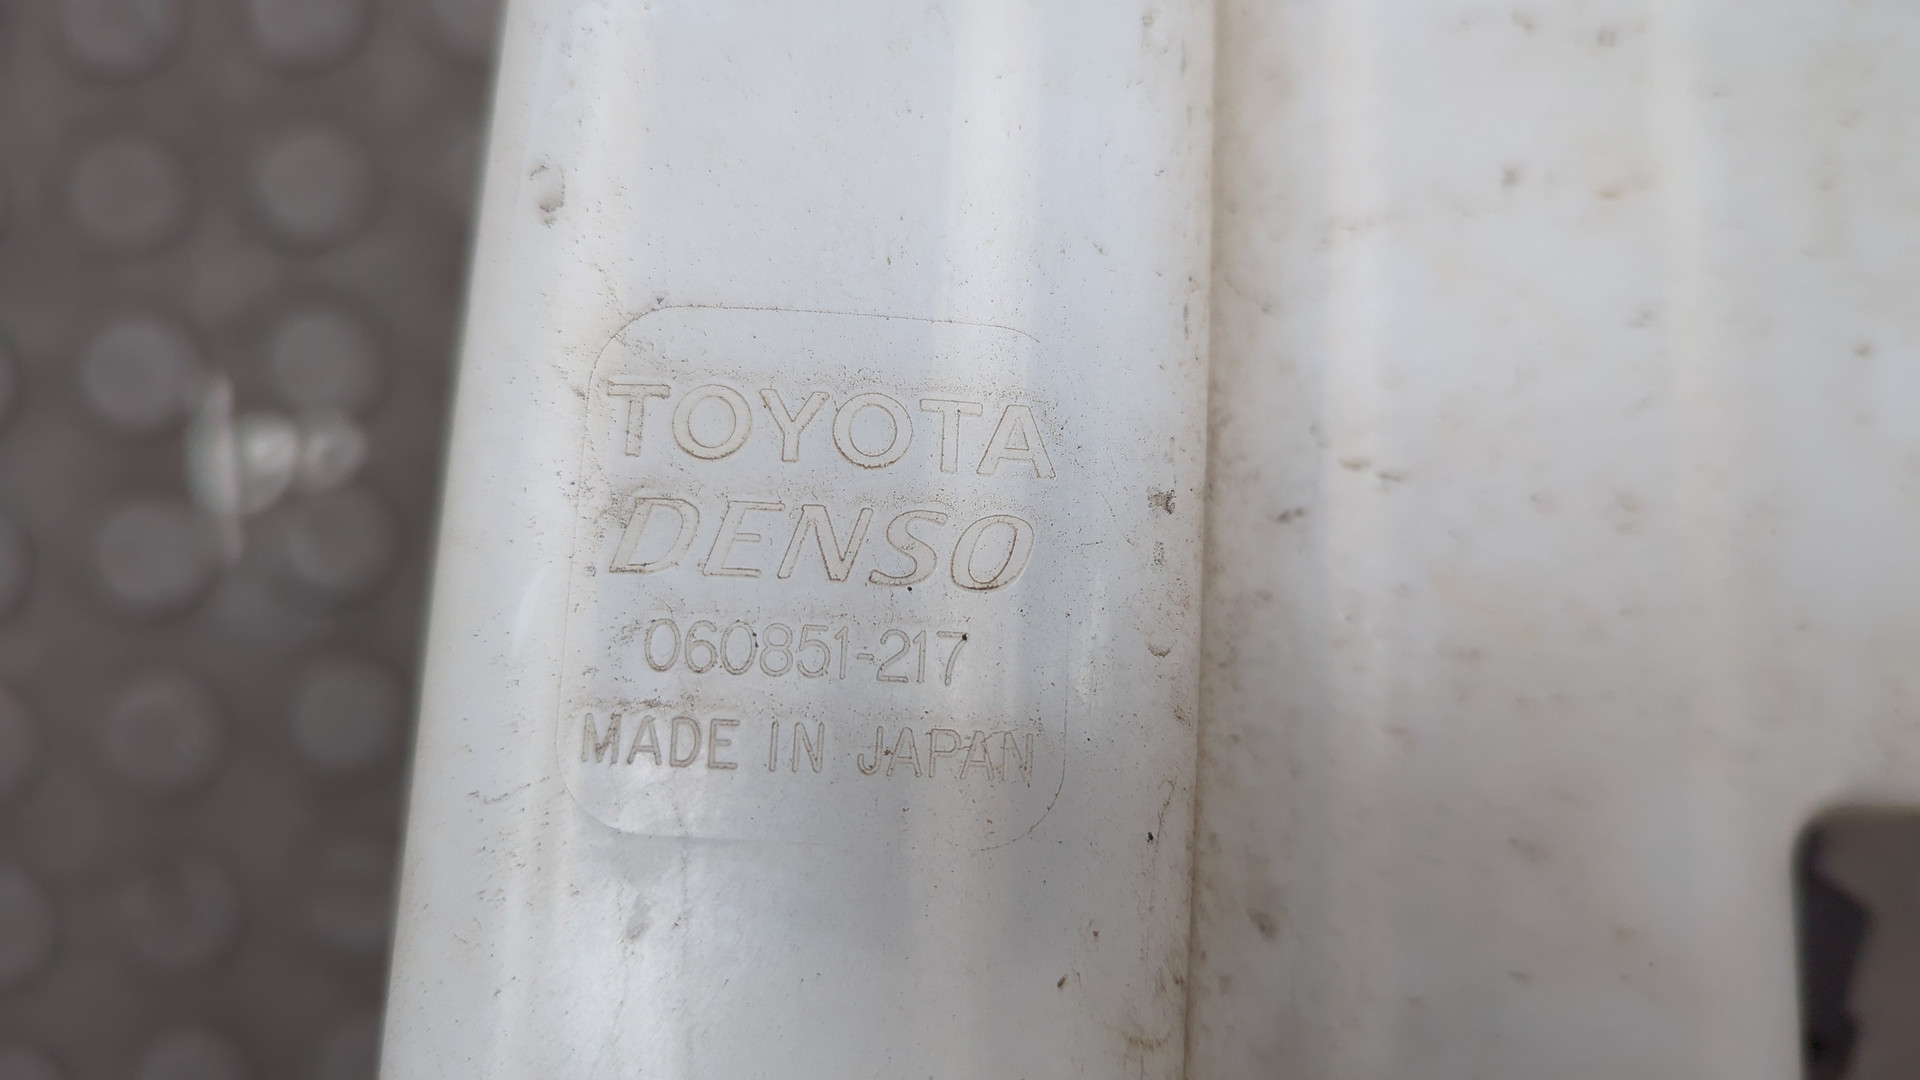 TOYOTA
DENSO
060851-217
MADE IN JAPAN